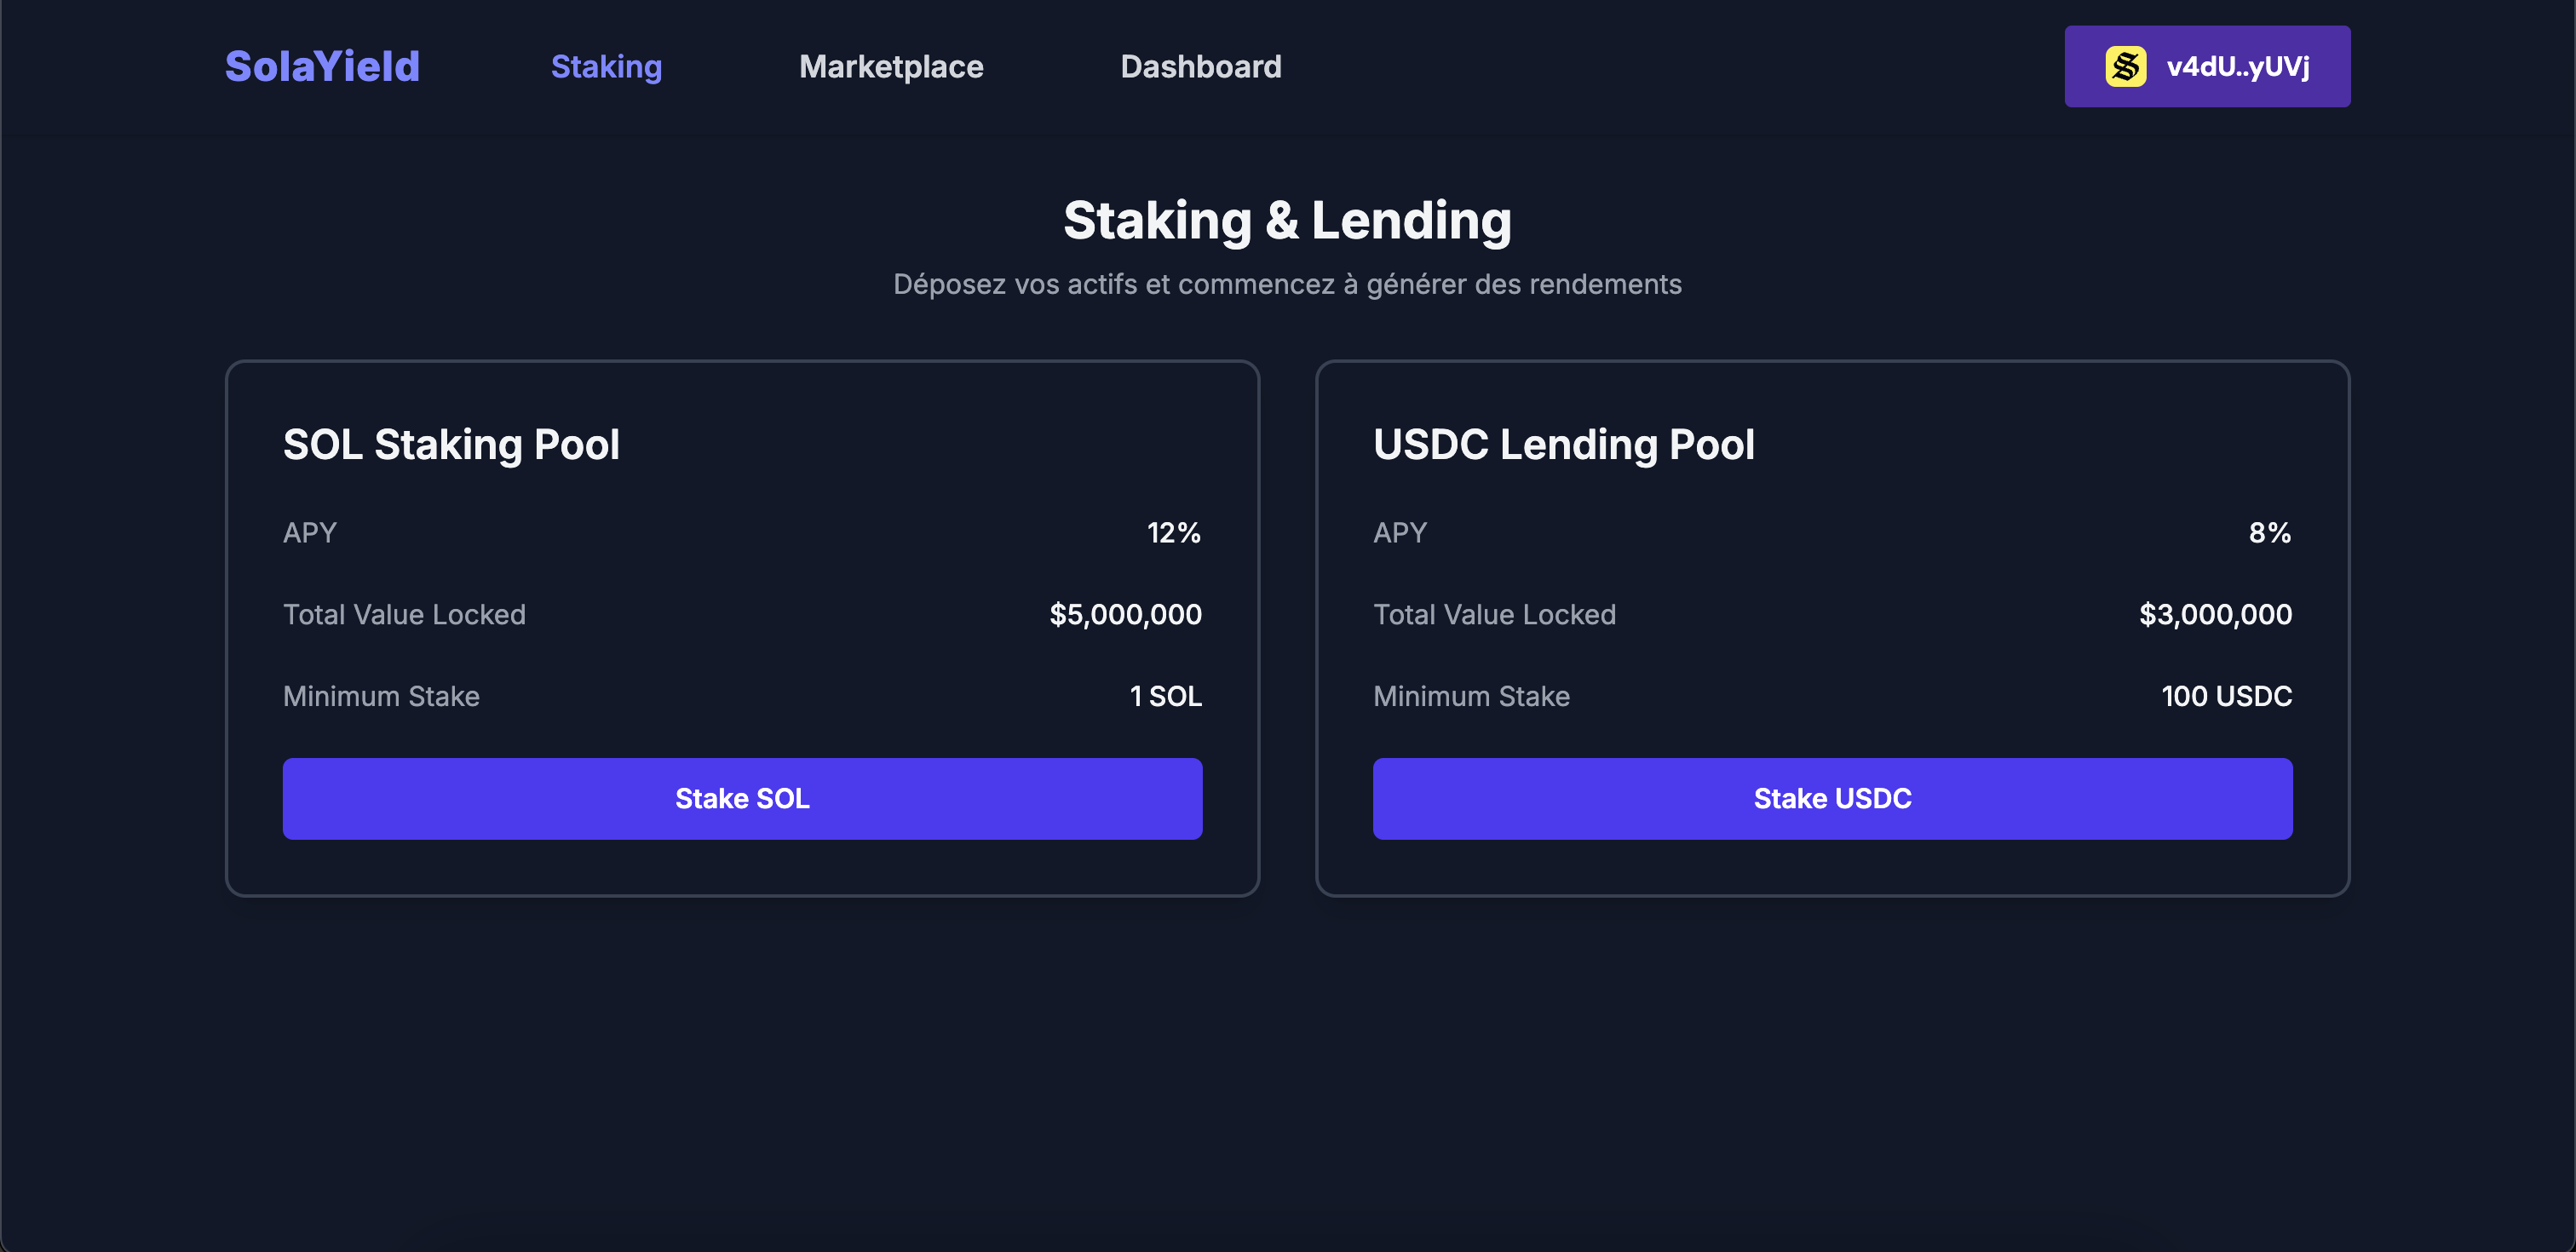 SolaYield Staking Marketplace Dashboard v4dU..yUVj
Staking & Lending
Déposez vos actifs et commencez à générer des rendements
SOL Staking Pool
APY 12%
Total Value Locked $5,000,000
Minimum Stake 1 SOL
Stake SOL
USDC Lending Pool
APY 8%
Total Value Locked $3,000,000
Minimum Stake 100 USDC
Stake USDC